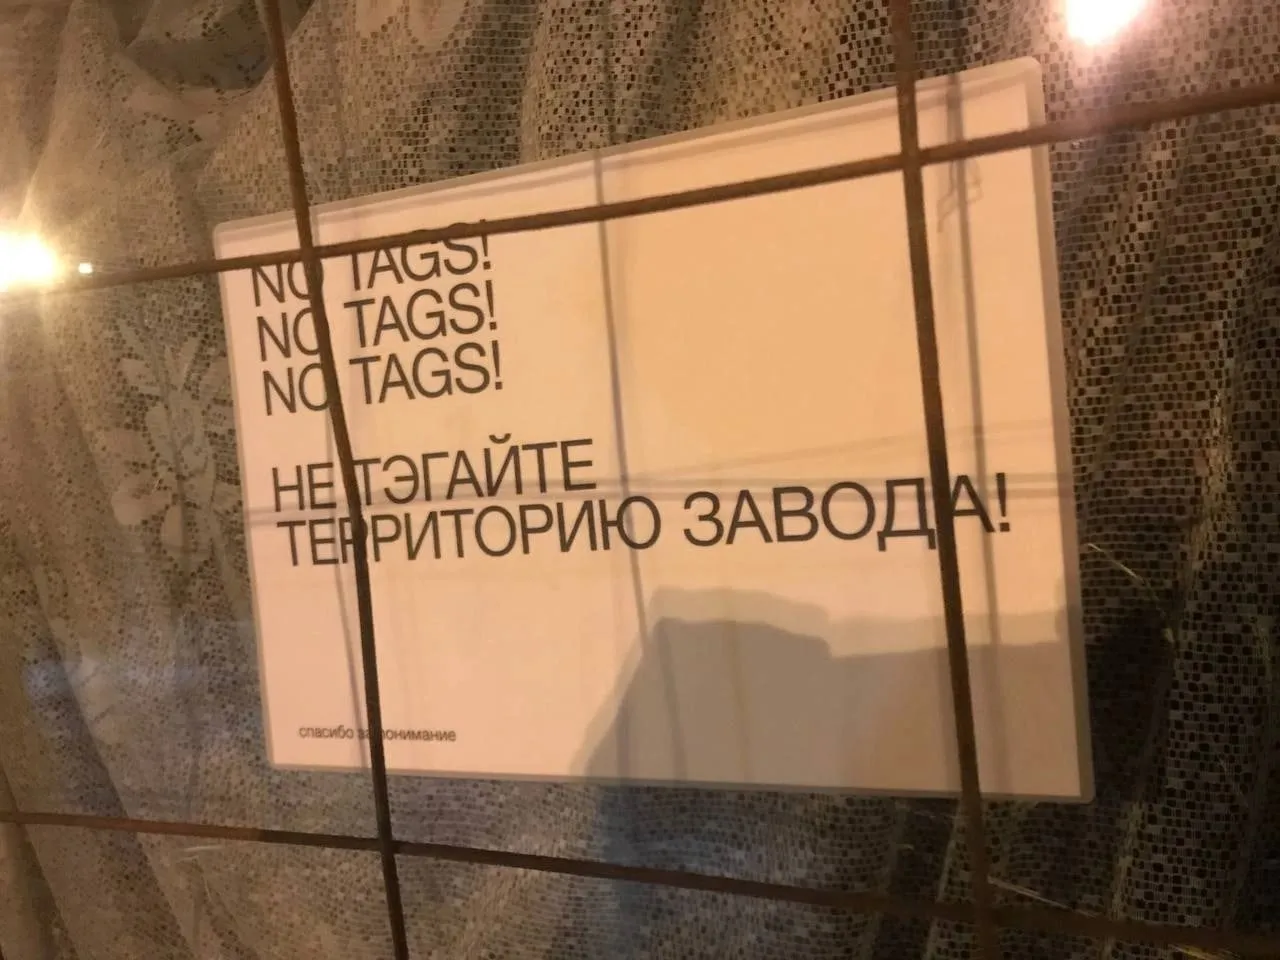 NO TAGS!
NO TAGS!
NO TAGS!
НЕ ТЭГАЙТЕ
ТЕРРИТОРИЮ ЗАВОДА!
спасибо за понимание